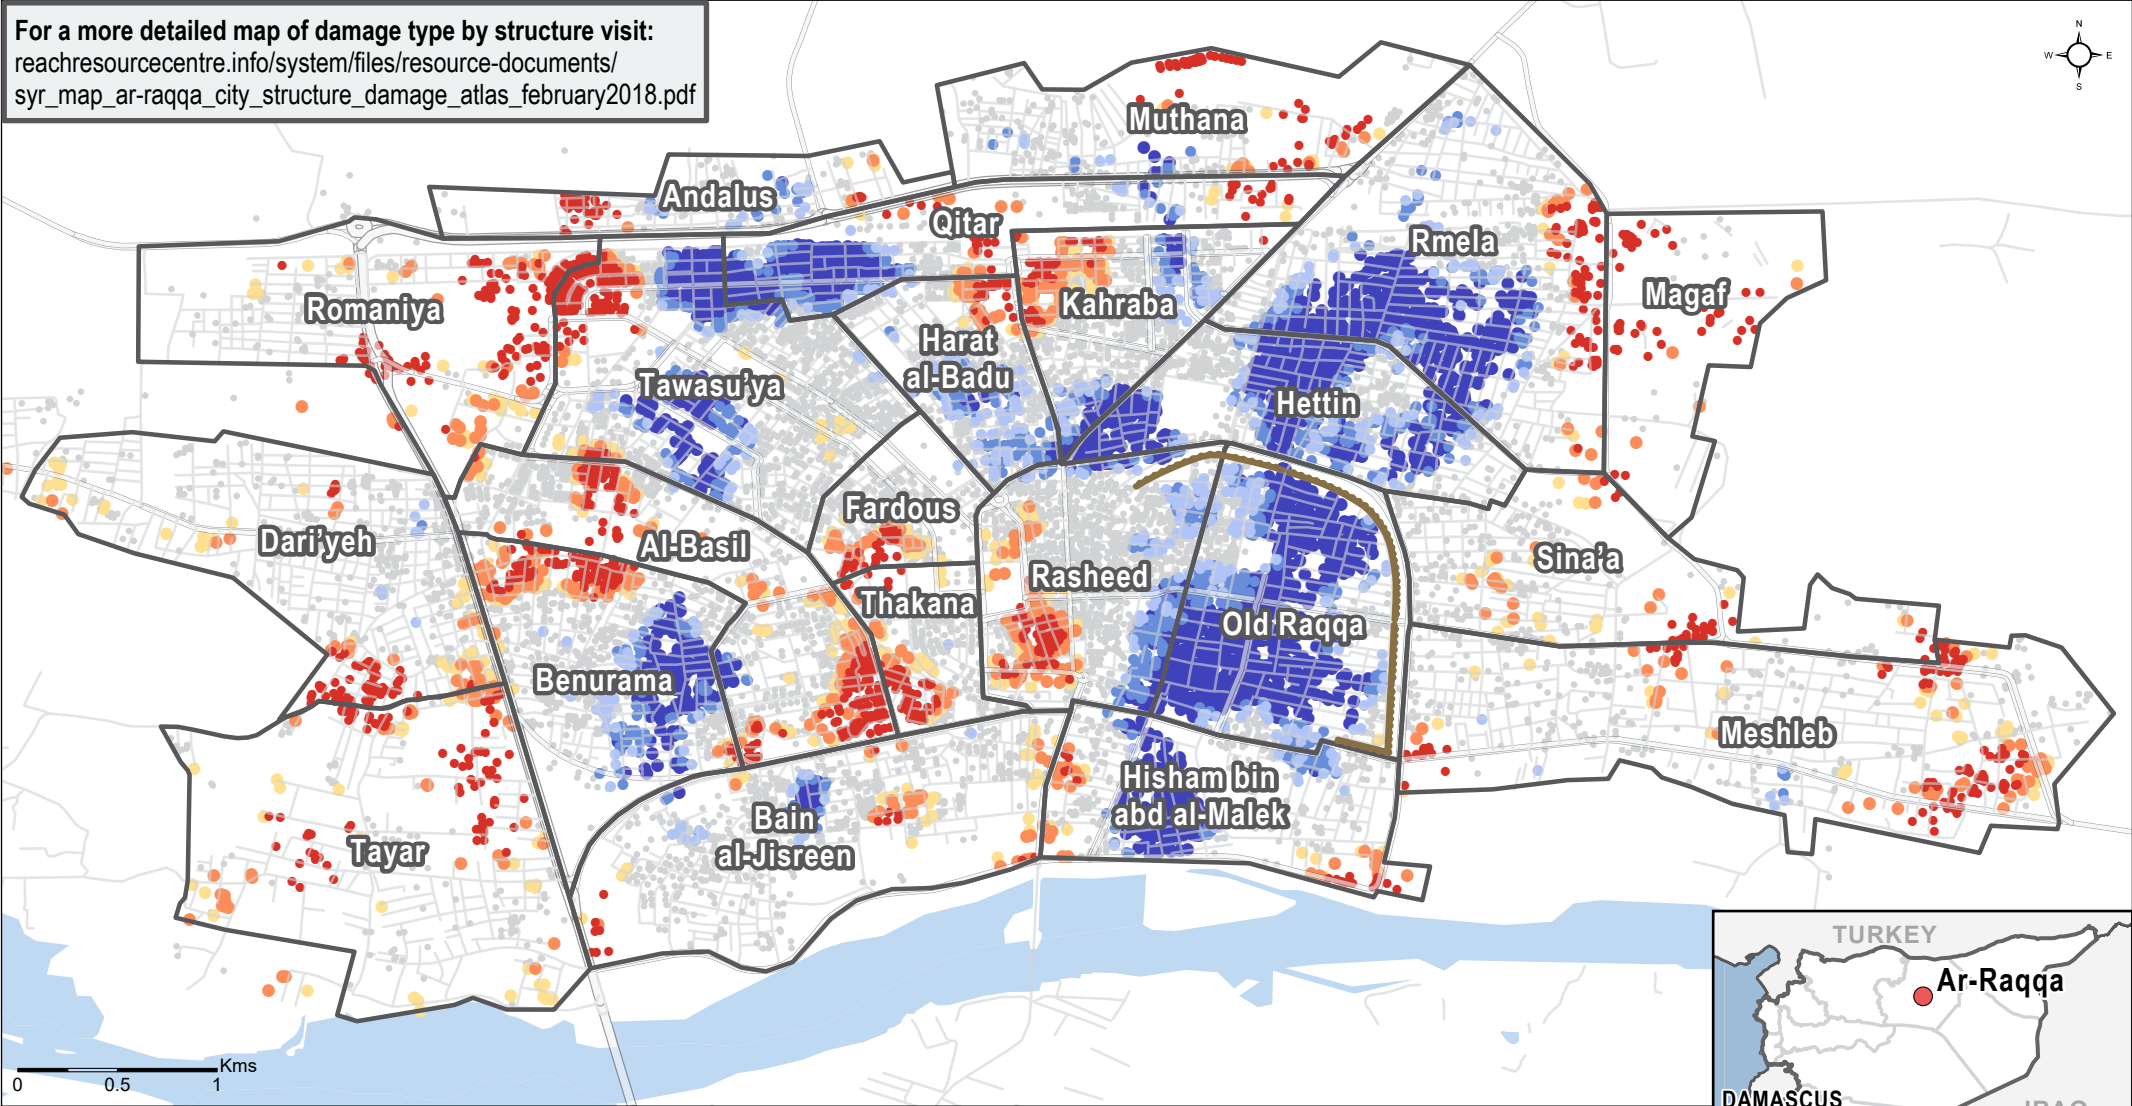 For a more detailed map of damage type by structure visit:
reachresourcecentre.info/system/files/resource-documents/
syr_map_ar-raqqa_city_structure_damage_atlas_february2018.pdf
N
W
E
S
Muthana
Andalus
Qitar
Rmela
Romaniya
Kahraba
Magaf
Harat
al-Badu
Tawasu'ya
Hettin
Fardous
Dari'yeh
Al-Basil
Sina'a
Rasheed
Thakana
Old Raqqa
Benurama
Meshleb
Hisham bin
abd al-Malek
Bain
al-Jisreen
Tayar
TURKEY
Ar-Raqqa
DAMASCUS
IRAQ
Kms
0
0.5
1